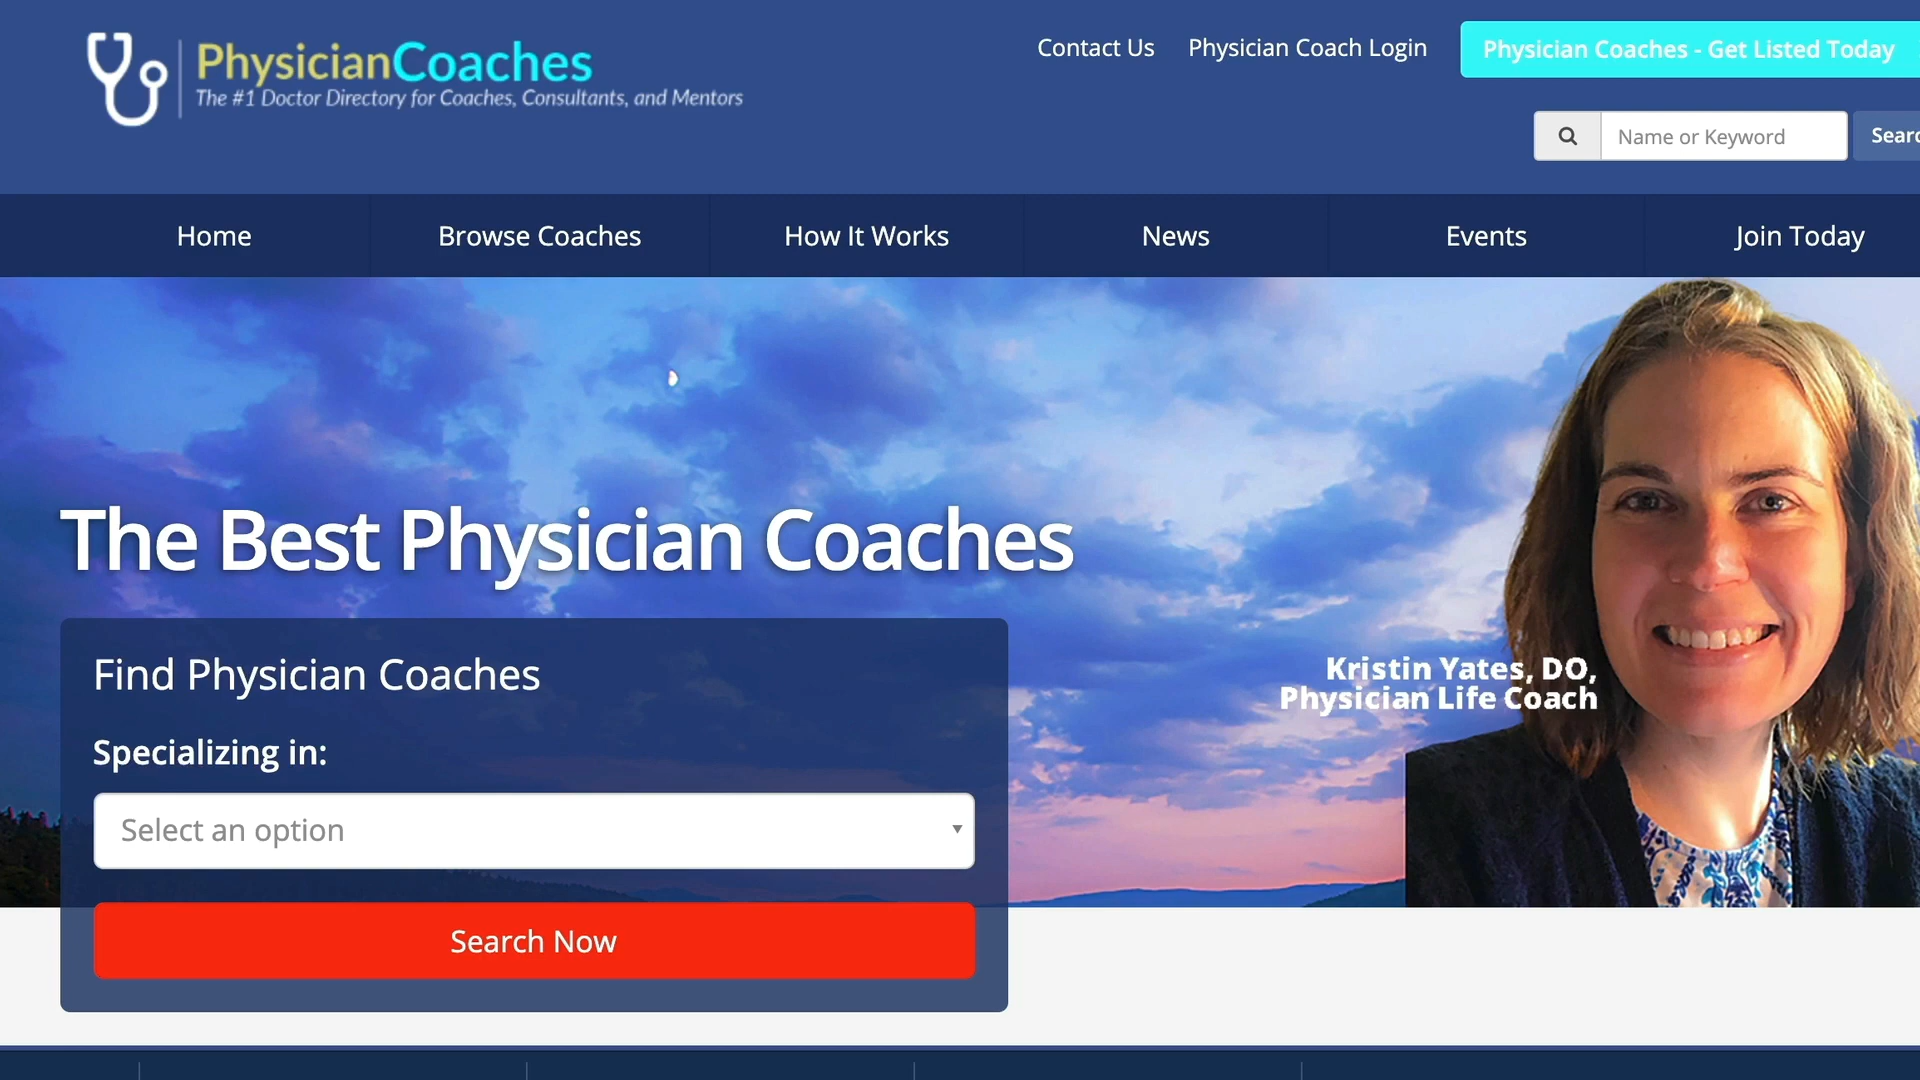 PhysicianCoaches
The #1 Doctor Directory for Coaches, Consultants, and Mentors
Contact Us
Physician Coach Login
Physician Coaches - Get Listed Today
Name or Keyword
Searc
Home
Browse Coaches
How It Works
News
Events
Join Today
The Best Physician Coaches
Find Physician Coaches
Specializing in:
Select an option
Search Now
Kristin Yates, DO,
Physician Life Coach